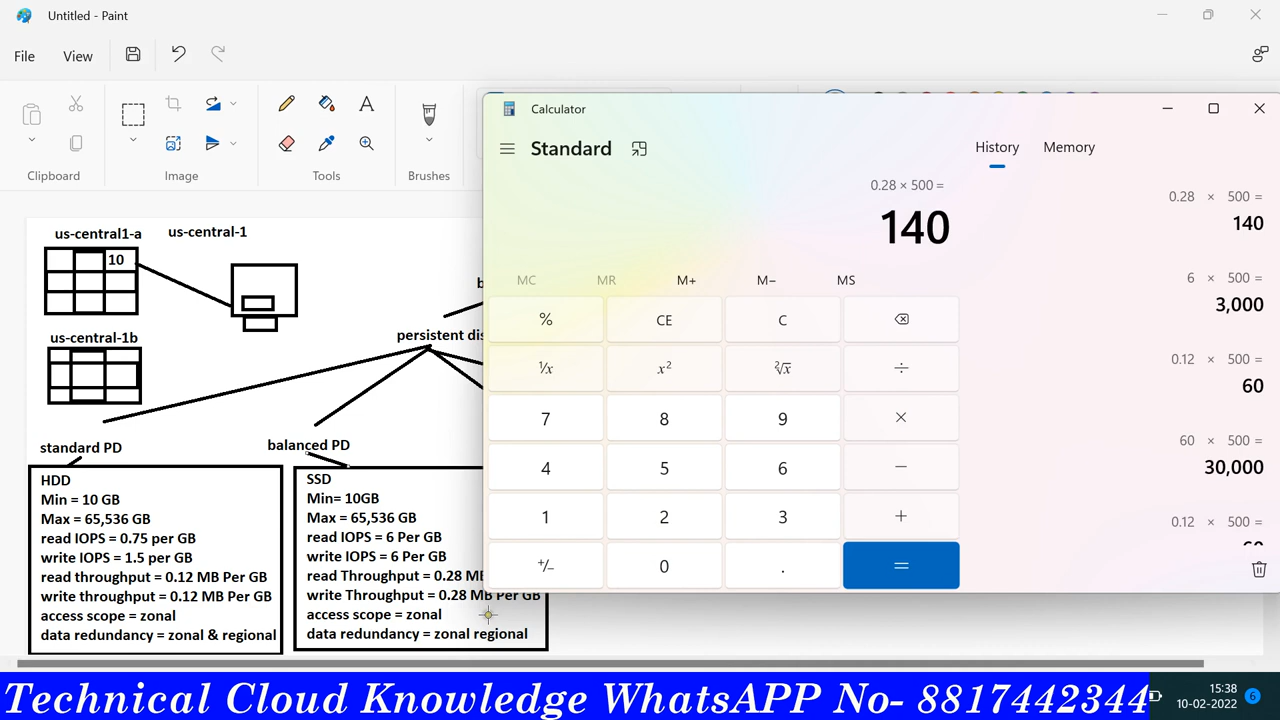 Untitled - Paint
File View
Clipboard
Image
Tools
Brushes
Calculator
Standard
History Memory
0.28 × 500 =
140
MC MR M+ M− MS
% CE C
¹/x x² ²√x ÷
7 8 9 ×
4 5 6 −
1 2 3 +
+/− 0 . =
0.28 × 500 =
140
6 × 500 =
3,000
0.12 × 500 =
60
60 × 500 =
30,000
0.12 × 500 =
us-central1-a us-central-1
10
us-central-1b
persistent dis
standard PD
HDD
Min = 10 GB
Max = 65,536 GB
read IOPS = 0.75 per GB
write IOPS = 1.5 per GB
read throughput = 0.12 MB Per GB
write throughput = 0.12 MB Per GB
access scope = zonal
data redundancy = zonal & regional
balanced PD
SSD
Min= 10GB
Max = 65,536 GB
read IOPS = 6 Per GB
write IOPS = 6 Per GB
read Throughput = 0.28 MB
write Throughput = 0.28 MB Per GB
access scope = zonal
data redundancy = zonal regional
Technical Cloud Knowledge WhatsAPP No- 8817442344
15:38
10-02-2022
6